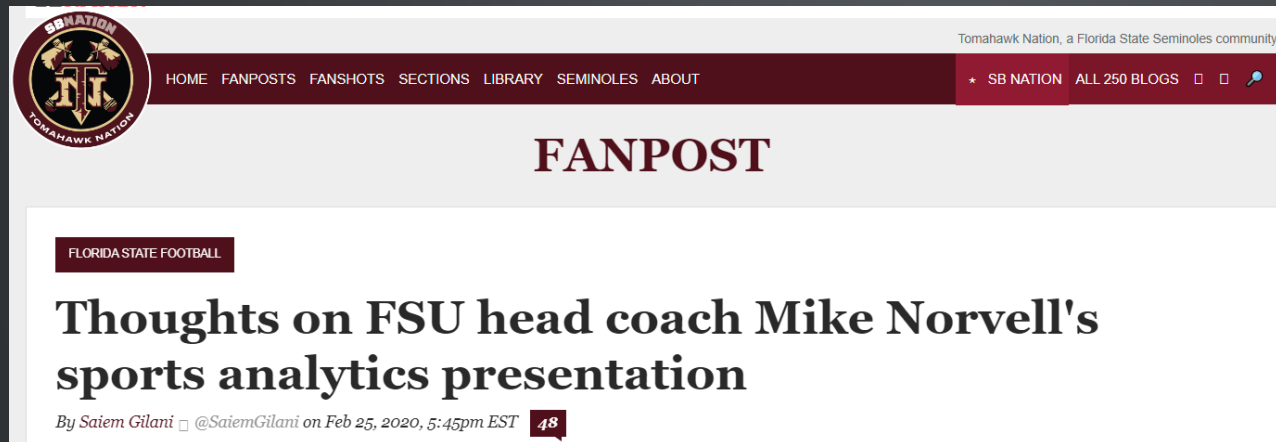 SBNATION
TOMAHAWK NATION
Tomahawk Nation, a Florida State Seminoles community
HOME FANPOSTS FANSHOTS SECTIONS LIBRARY SEMINOLES ABOUT
★ SB NATION ALL 250 BLOGS
FANPOST
FLORIDA STATE FOOTBALL
Thoughts on FSU head coach Mike Norvell's
sports analytics presentation
By Saiem Gilani @SaiemGilani on Feb 25, 2020, 5:45pm EST 48